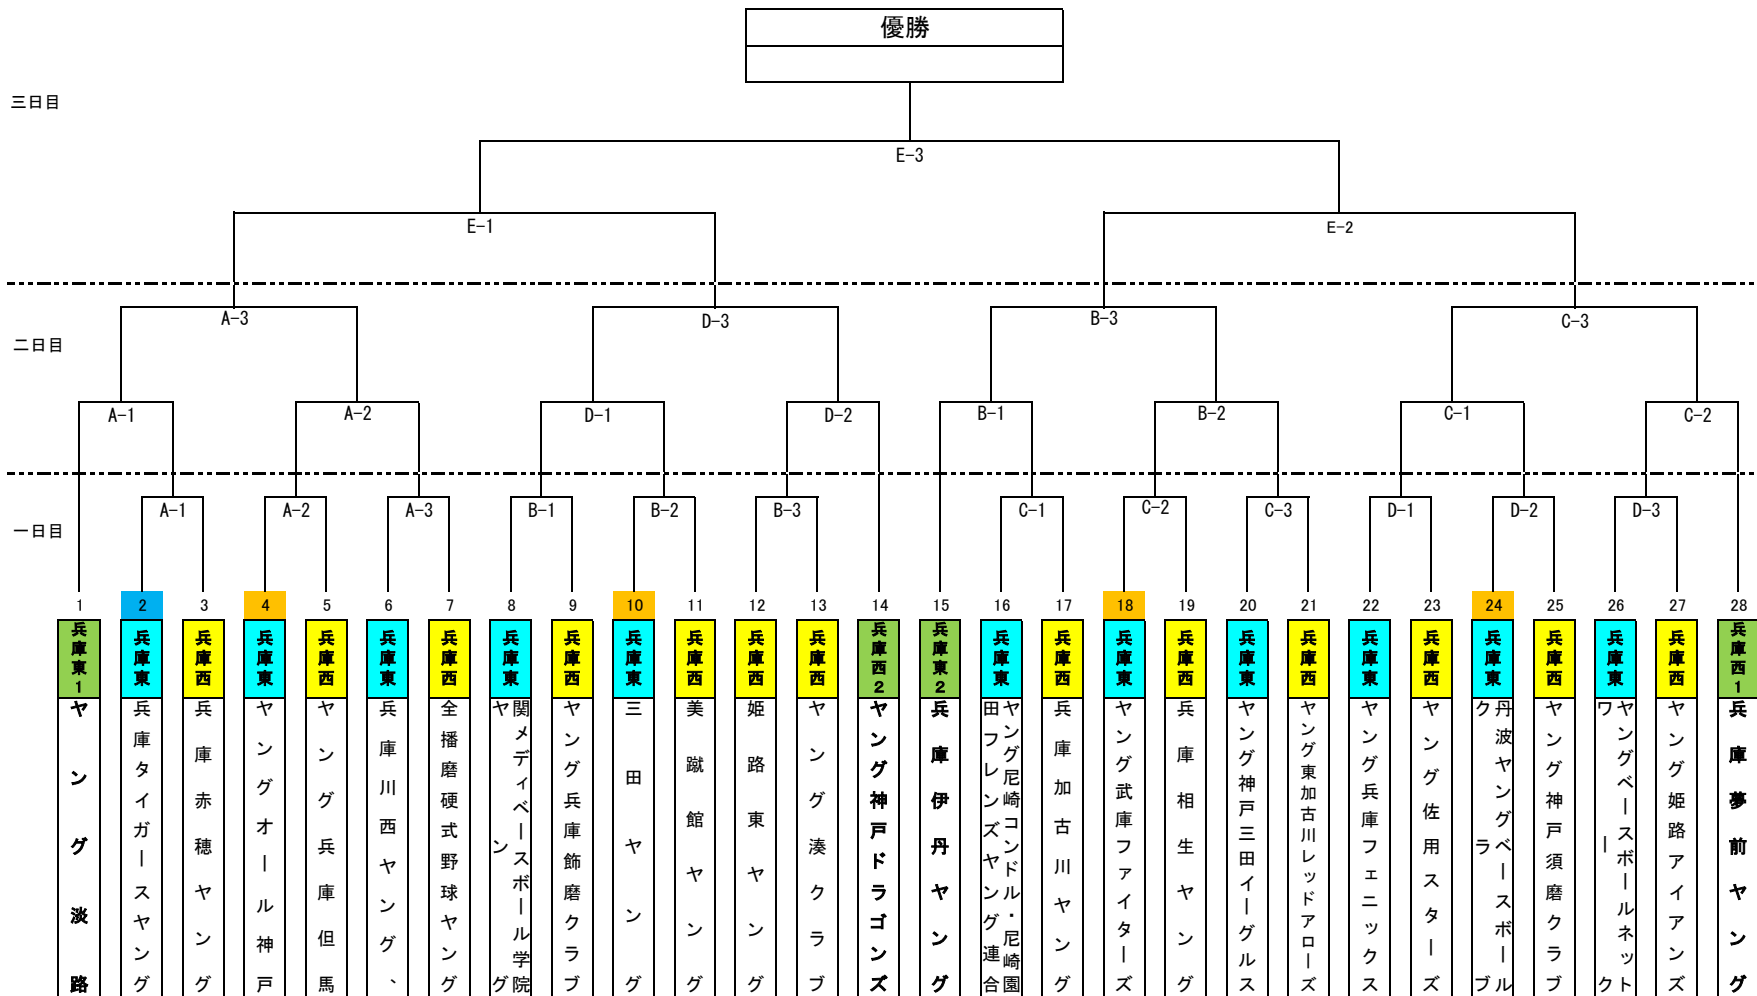 優勝
三日目
E-3
E-1
E-2
A-3
D-3
B-3
C-3
二日目
A-1
A-2
D-1
D-2
B-1
B-2
C-1
C-2
A-1
A-2
A-3
B-1
B-2
B-3
C-1
C-2
C-3
D-1
D-2
D-3
一日目
1
2
3
4
5
6
7
8
9
10
11
12
13
14
15
16
17
18
19
20
21
22
23
24
25
26
27
28
兵庫東1
兵庫東
兵庫西
兵庫東
兵庫西
兵庫東
兵庫西
兵庫東
兵庫西
兵庫東
兵庫西
兵庫西
兵庫西
兵庫西2
兵庫東2
兵庫東
兵庫西
兵庫東
兵庫西
兵庫東
兵庫西
兵庫東
兵庫西
兵庫東
兵庫西
兵庫東
兵庫西
兵庫西1
ヤング淡路
兵庫タイガースヤング
兵庫赤穂ヤング
ヤングオール神戸
ヤング兵庫但馬
兵庫川西ヤング、
全播磨硬式野球ヤング
関メディベースボール学院
ヤング
ヤング兵庫飾磨クラブ
三田ヤング
美蹴館ヤング
姫路東ヤング
ヤング湊クラブ
ヤング神戸ドラゴンズ
兵庫伊丹ヤング
ヤング尼崎コンドル・尼崎園
田フレンズヤング連合
兵庫加古川ヤング
ヤング武庫ファイターズ
兵庫相生ヤング
ヤング神戸三田イーグルス
ヤング東加古川レッドアローズ
ヤング兵庫フェニックス
ヤング佐用スターズ
丹波ヤングベースボール
クラブ
ヤング神戸須磨クラブ
ヤングベースボールネット
ワーク
ヤング姫路アイアンズ
兵庫夢前ヤング